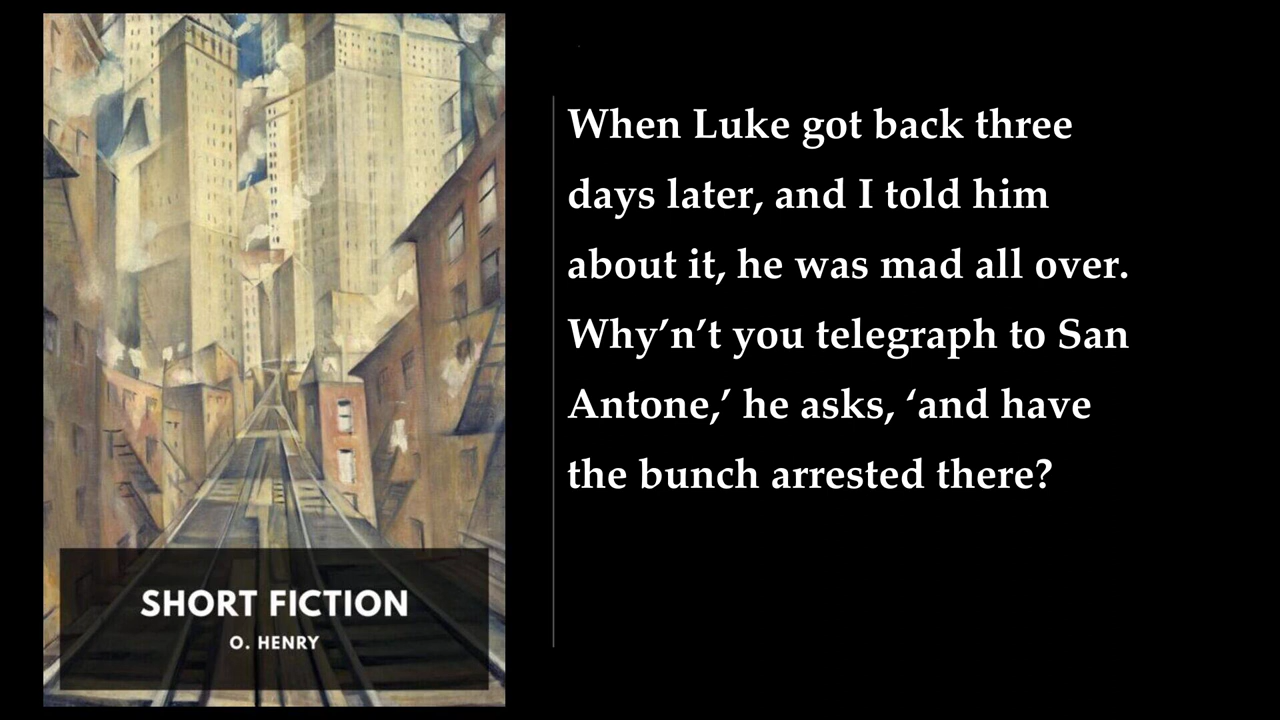 SHORT FICTION
O. HENRY
When Luke got back three
days later, and I told him
about it, he was mad all over.
Why’n’t you telegraph to San
Antone,’ he asks, ‘and have
the bunch arrested there?